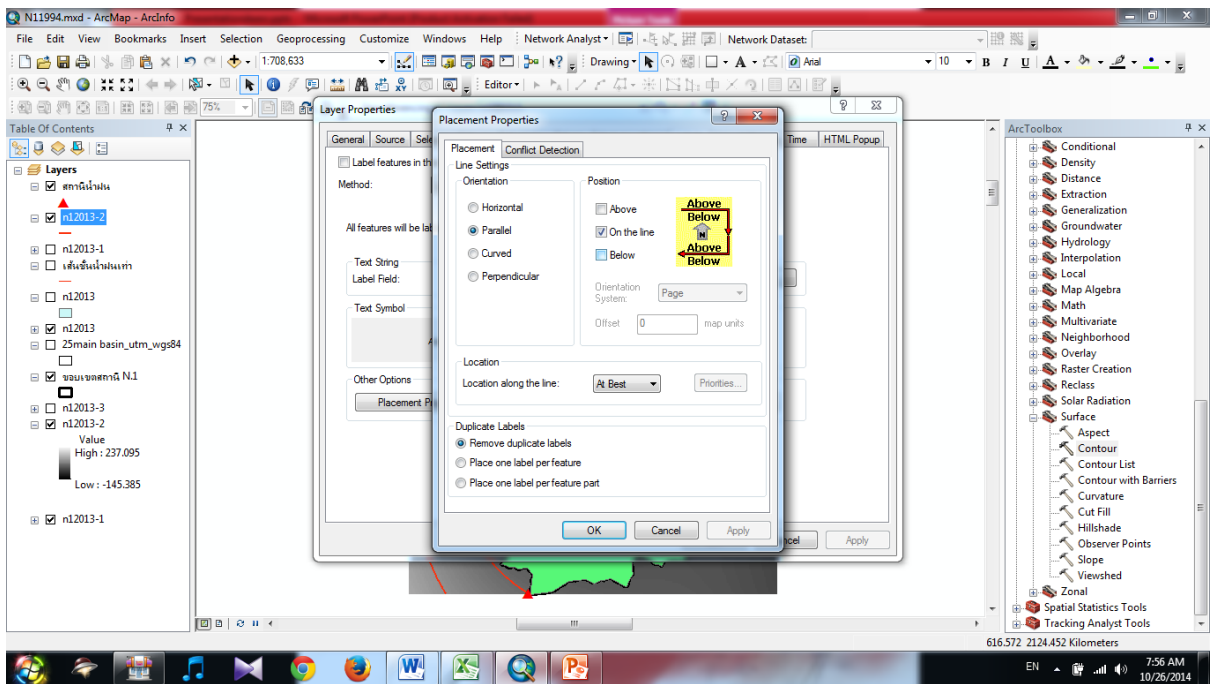 N11994.mxd - ArcMap - ArcInfo
File Edit View Bookmarks Insert Selection Geoprocessing Customize Windows Help Network Analyst Network Dataset:
1:708,633 Drawing A Arial 10 B I U A
Editor
75%
Table Of Contents
Layers
สถานีน้ำฝน
n12013-2
n12013-1
เส้นชั้นน้ำฝนเท่า
n12013
n12013
25main basin_utm_wgs84
ขอบเขตสถานี N.1
n12013-3
n12013-2
Value
High : 237.095
Low : -145.385
n12013-1
Layer Properties
General Source Sele Time HTML Popup
Label features in th
Method:
All features will be lab
Text String
Label Field:
Text Symbol
Other Options
Placement P
ncel Apply
Placement Properties
Placement Conflict Detection
Line Settings
Orientation
Horizontal
Parallel
Curved
Perpendicular
Position
Above
On the line
Below
Above
Below
N
Above
Below
Orientation System: Page
Offset 0 map units
Location
Location along the line: At Best Priorities...
Duplicate Labels
Remove duplicate labels
Place one label per feature
Place one label per feature part
OK Cancel Apply
ArcToolbox
Conditional
Density
Distance
Extraction
Generalization
Groundwater
Hydrology
Interpolation
Local
Map Algebra
Math
Multivariate
Neighborhood
Overlay
Raster Creation
Reclass
Solar Radiation
Surface
Aspect
Contour
Contour List
Contour with Barriers
Curvature
Cut Fill
Hillshade
Observer Points
Slope
Viewshed
Zonal
Spatial Statistics Tools
Tracking Analyst Tools
616.572 2124.452 Kilometers
EN
7:56 AM
10/26/2014